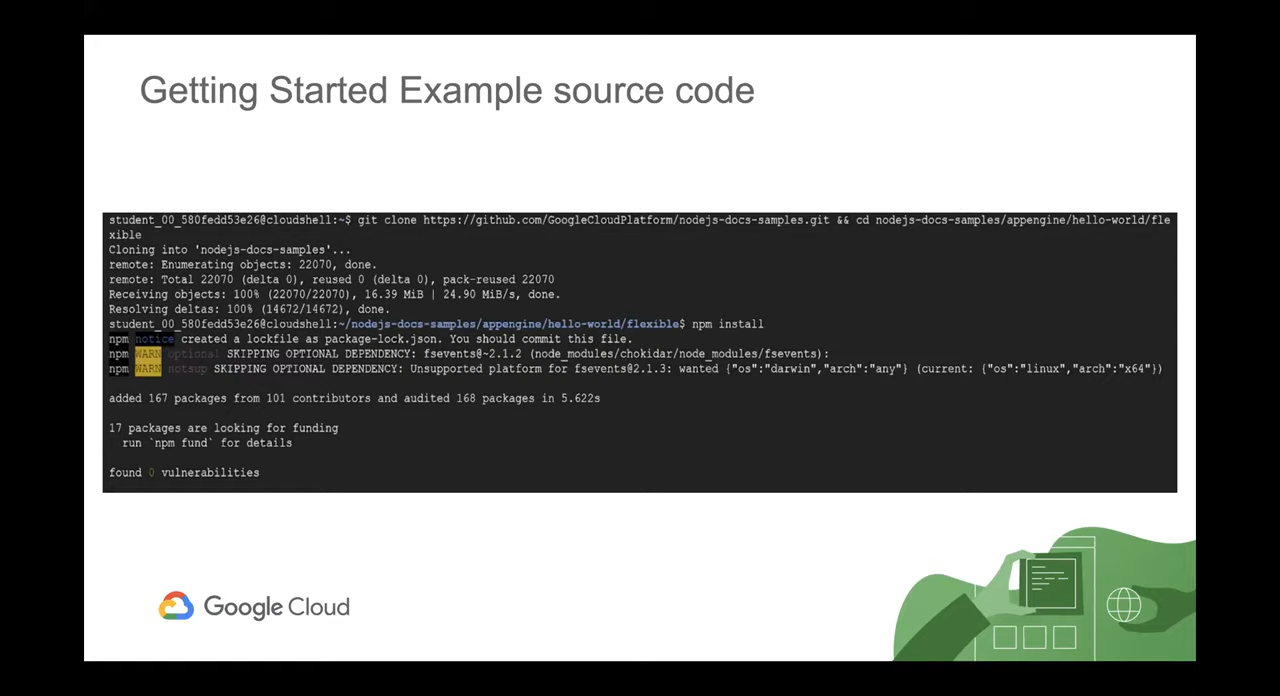 Getting Started Example source code
student_00_580fedd53e26@cloudshell:~$ git clone https://github.com/GoogleCloudPlatform/nodejs-docs-samples.git && cd nodejs-docs-samples/appengine/hello-world/fle
xible
Cloning into 'nodejs-docs-samples'...
remote: Enumerating objects: 22070, done.
remote: Total 22070 (delta 0), reused 0 (delta 0), pack-reused 22070
Receiving objects: 100% (22070/22070), 16.39 MiB | 24.90 MiB/s, done.
Resolving deltas: 100% (14672/14672), done.
student_00_580fedd53e26@cloudshell:~/nodejs-docs-samples/appengine/hello-world/flexible$ npm install
npm notice created a lockfile as package-lock.json. You should commit this file.
npm WARN optional SKIPPING OPTIONAL DEPENDENCY: fsevents@~2.1.2 (node_modules/chokidar/node_modules/fsevents):
npm WARN notsup SKIPPING OPTIONAL DEPENDENCY: Unsupported platform for fsevents@2.1.3: wanted {"os":"darwin","arch":"any"} (current: {"os":"linux","arch":"x64"})
added 167 packages from 101 contributors and audited 168 packages in 5.622s
17 packages are looking for funding
run `npm fund` for details
found 0 vulnerabilities
Google Cloud